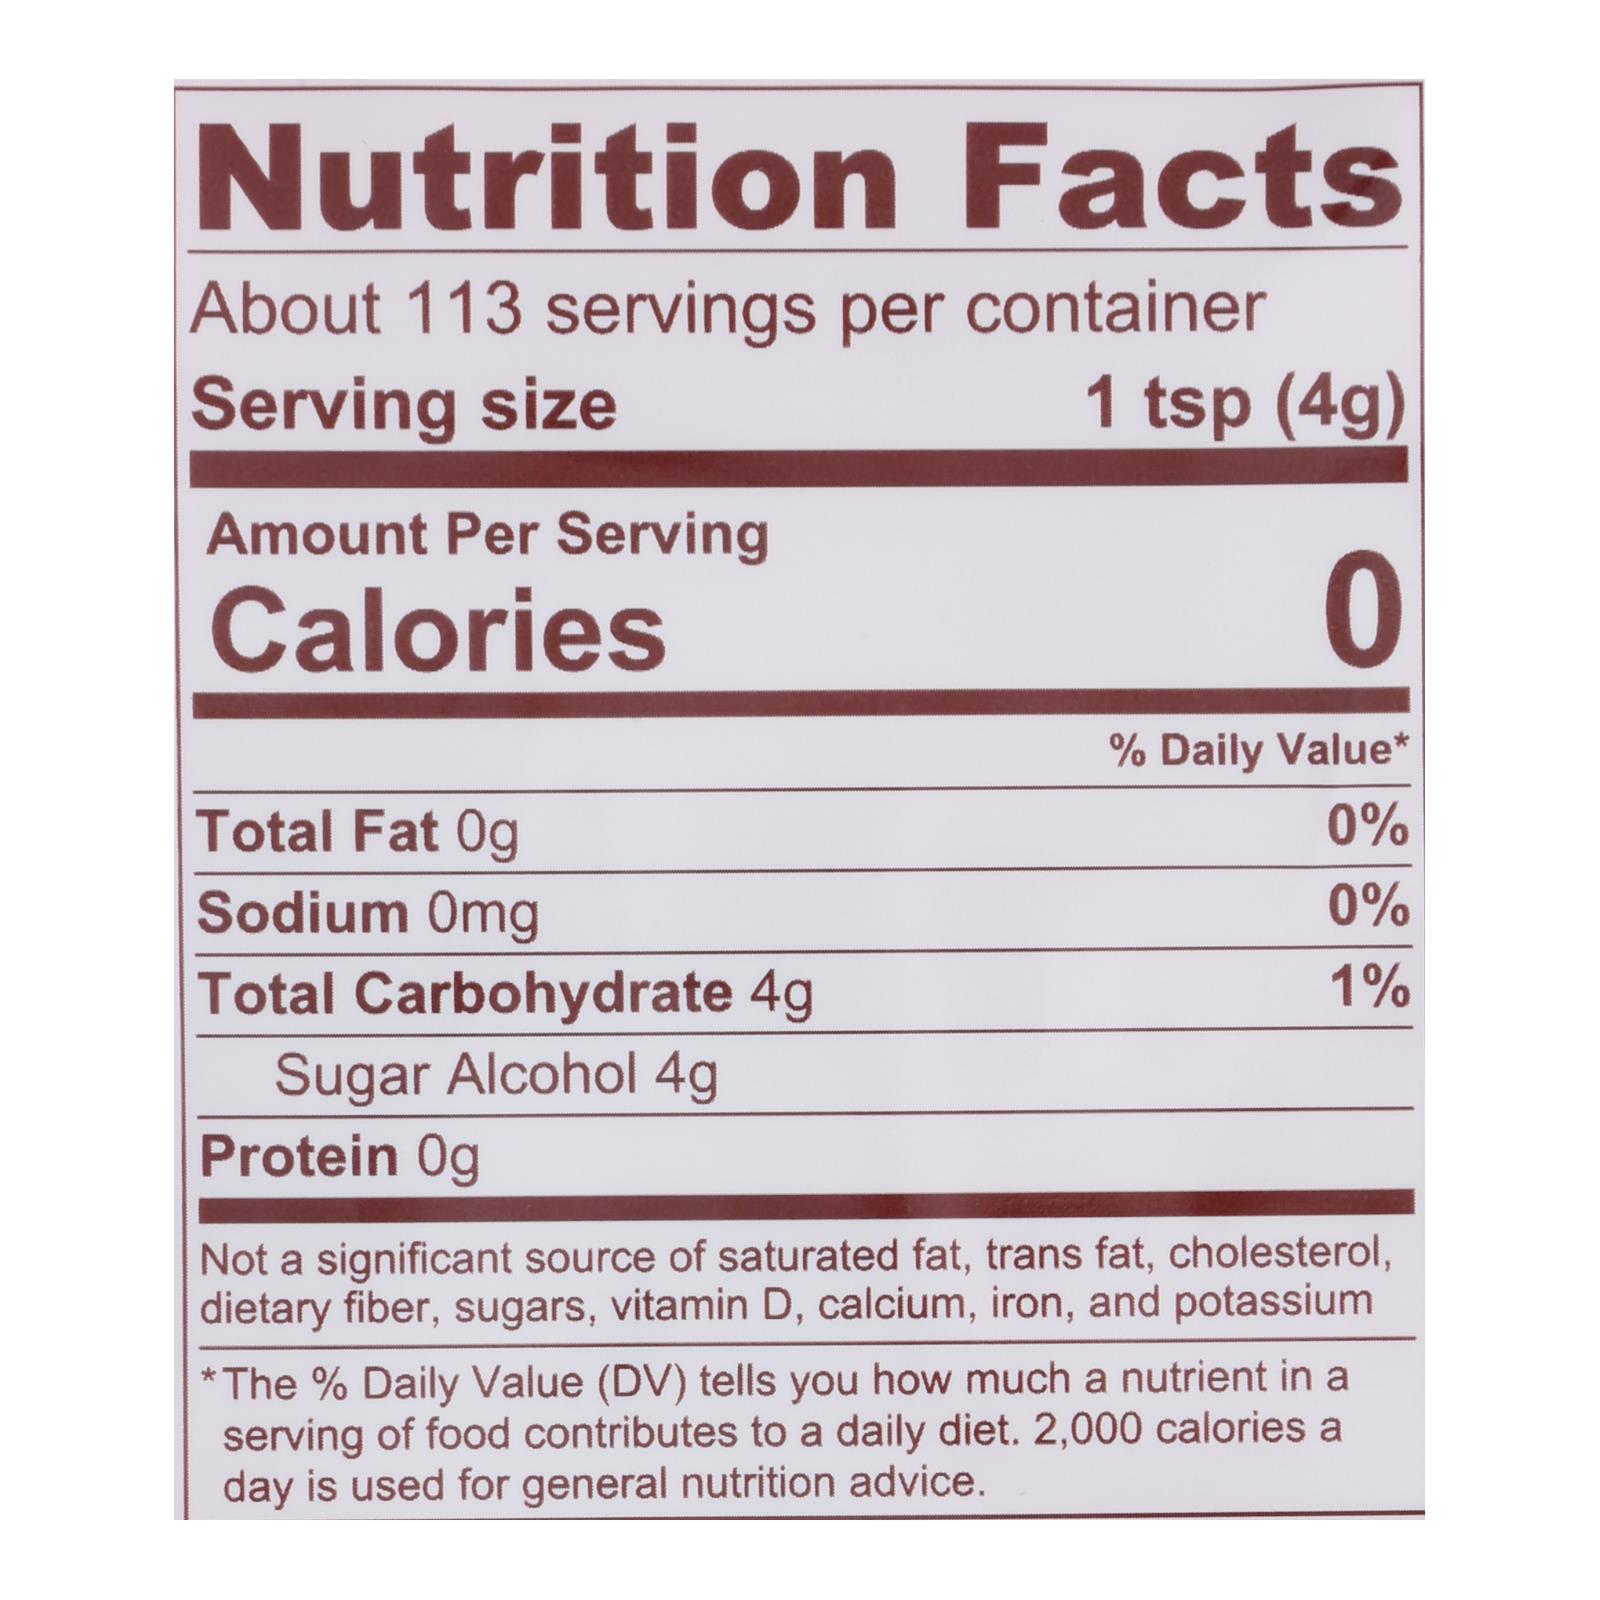 Nutrition Facts
About 113 servings per container
Serving size 1 tsp (4g)
Amount Per Serving
Calories 0
% Daily Value*
Total Fat 0g 0%
Sodium 0mg 0%
Total Carbohydrate 4g 1%
Sugar Alcohol 4g
Protein 0g
Not a significant source of saturated fat, trans fat, cholesterol,
dietary fiber, sugars, vitamin D, calcium, iron, and potassium
*The % Daily Value (DV) tells you how much a nutrient in a
serving of food contributes to a daily diet. 2,000 calories a
day is used for general nutrition advice.